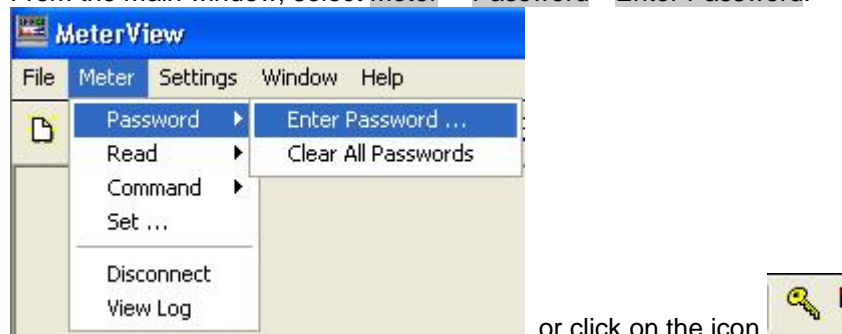 From the main window, select Meter – Password - Enter Password.
MeterView
File Meter Settings Window Help
Password Enter Password ...
Read Clear All Passwords
Command
Set ...
Disconnect
View Log
or click on the icon